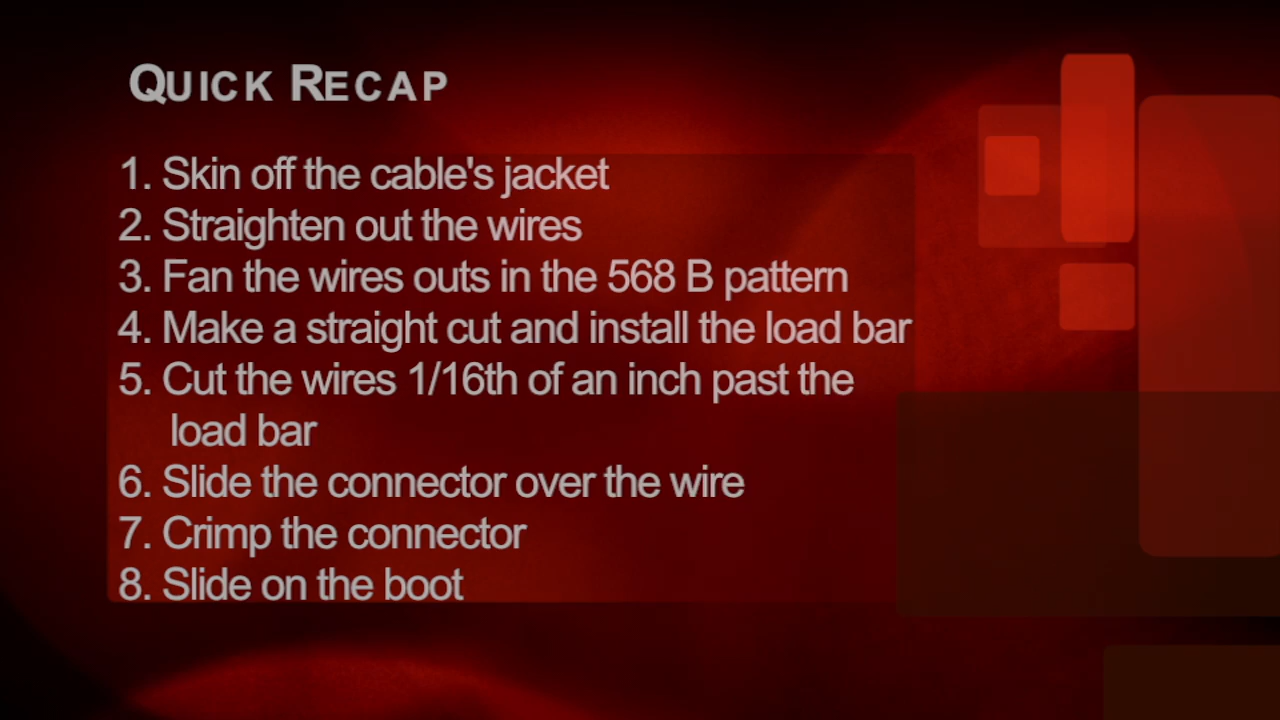 Quick Recap
1. Skin off the cable's jacket
2. Straighten out the wires
3. Fan the wires outs in the 568 B pattern
4. Make a straight cut and install the load bar
5. Cut the wires 1/16th of an inch past the
load bar
6. Slide the connector over the wire
7. Crimp the connector
8. Slide on the boot